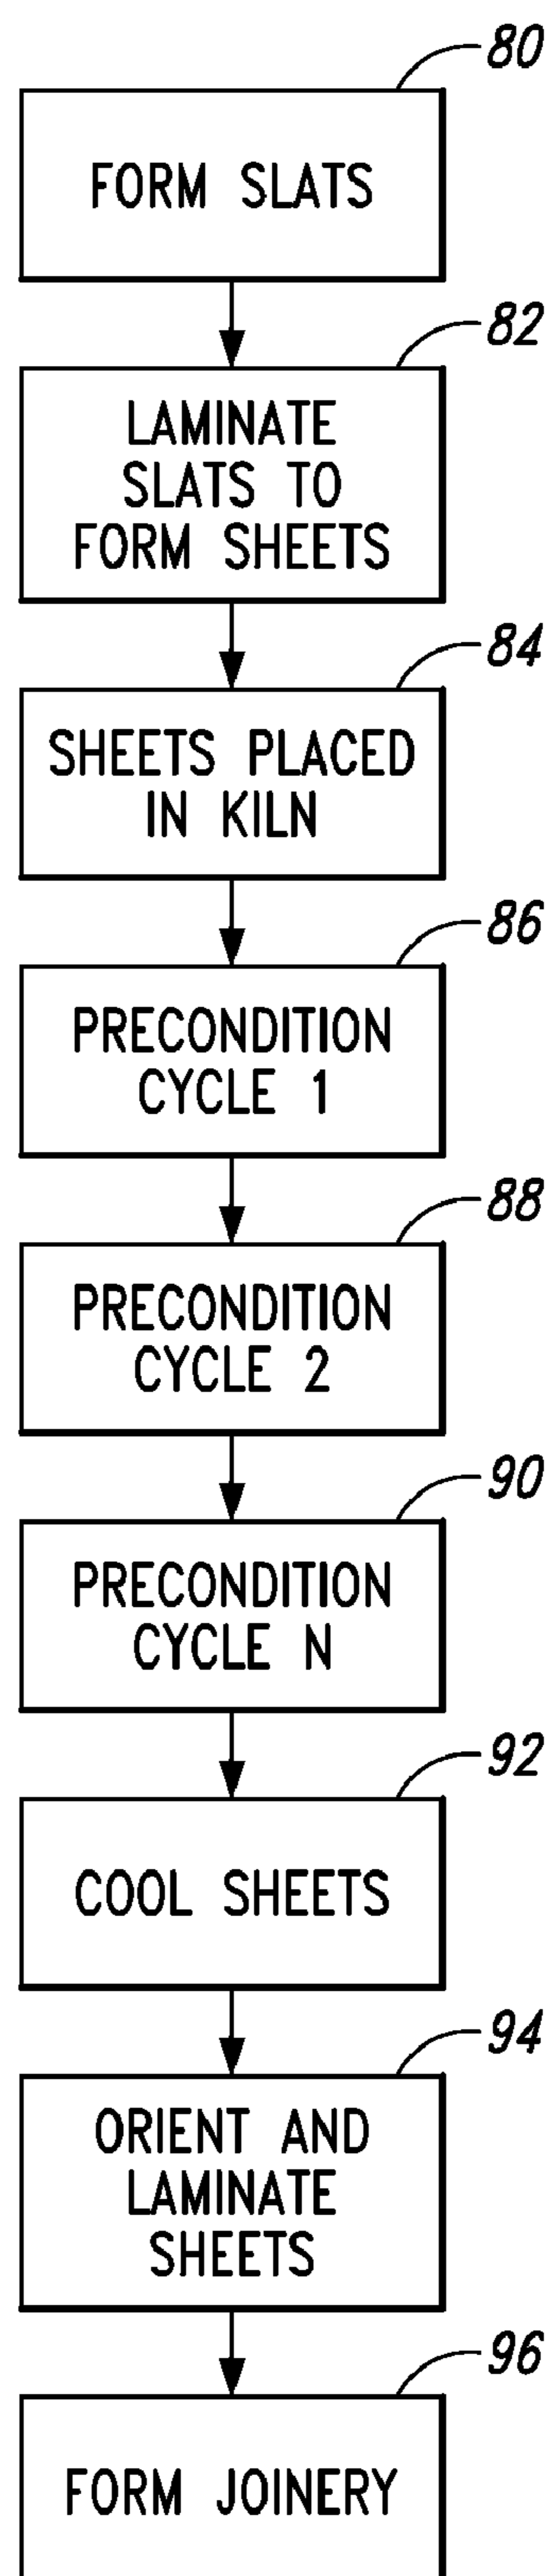 80
FORM SLATS
82
LAMINATE
SLATS TO
FORM SHEETS
84
SHEETS PLACED
IN KILN
86
PRECONDITION
CYCLE 1
88
PRECONDITION
CYCLE 2
90
PRECONDITION
CYCLE N
92
COOL SHEETS
94
ORIENT AND
LAMINATE
SHEETS
96
FORM JOINERY